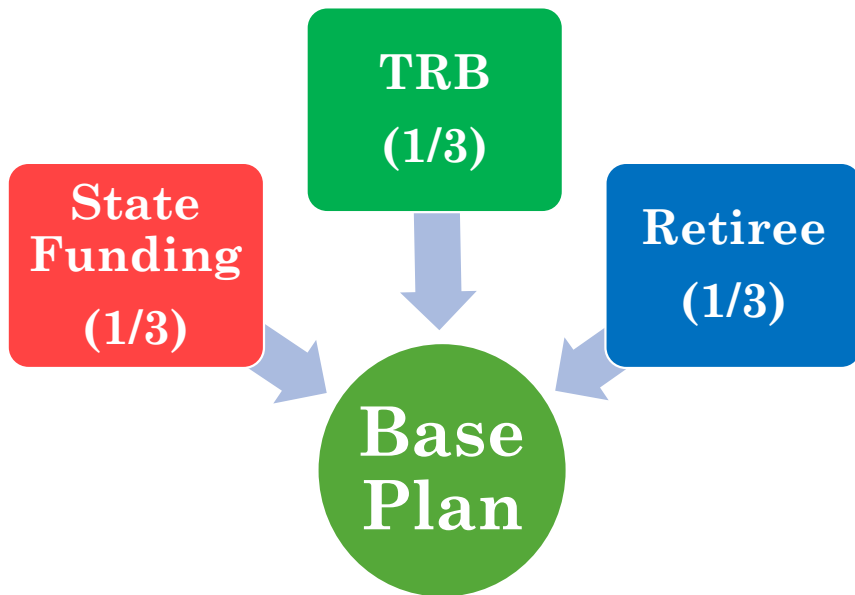 TRB
(1/3)
State
Funding
(1/3)
Retiree
(1/3)
Base
Plan